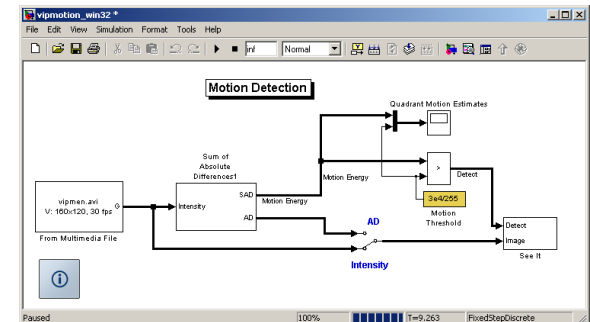 vipmotion_win32 *
File Edit View Simulation Format Tools Help
inf
Normal
Motion Detection
Quadrant Motion Estimates
Sum of
Absolute
Differences1
Motion Energy
>
Detect
vipmen.avi
V: 160x120, 30 fps
From Multimedia File
Intensity
SAD
AD
Motion Energy
3e4/255
Motion
Threshold
AD
Intensity
Detect
Image
See It
Paused 100% T=9.263 FixedStepDiscrete